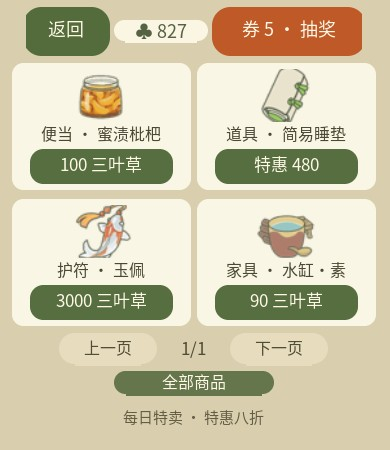 返回
♣ 827
券 5 · 抽奖
便当 · 蜜渍枇杷
100 三叶草
道具 · 简易睡垫
特惠 480
护符 · 玉佩
3000 三叶草
家具 · 水缸 · 素
90 三叶草
上一页
1/1
下一页
全部商品
每日特卖 · 特惠八折